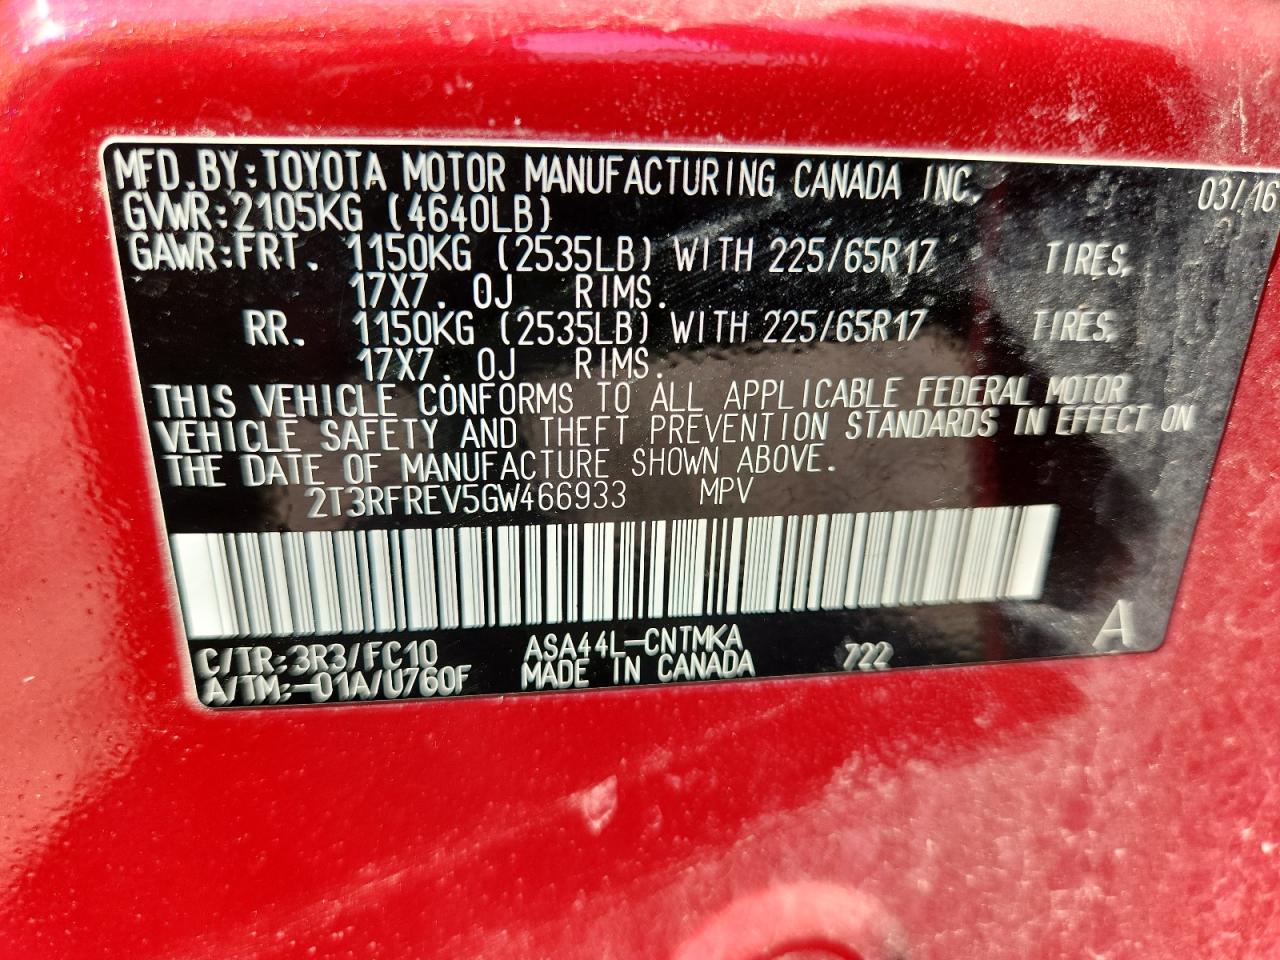 MFD.BY:TOYOTA MOTOR MANUFACTURING CANADA INC. 03/16
GVWR:2105KG (4640LB)
GAWR:FRT. 1150KG (2535LB) WITH 225/65R17 TIRES,
17X7.0J RIMS.
RR. 1150KG (2535LB) WITH 225/65R17 TIRES,
17X7.0J RIMS.
THIS VEHICLE CONFORMS TO ALL APPLICABLE FEDERAL MOTOR
VEHICLE SAFETY AND THEFT PREVENTION STANDARDS IN EFFECT ON
THE DATE OF MANUFACTURE SHOWN ABOVE.
2T3RFREV5GW466933 MPV
C/TR:3R3/FC10 ASA44L-CNTMKA 722 A
A/TM:-01A/U760F MADE IN CANADA